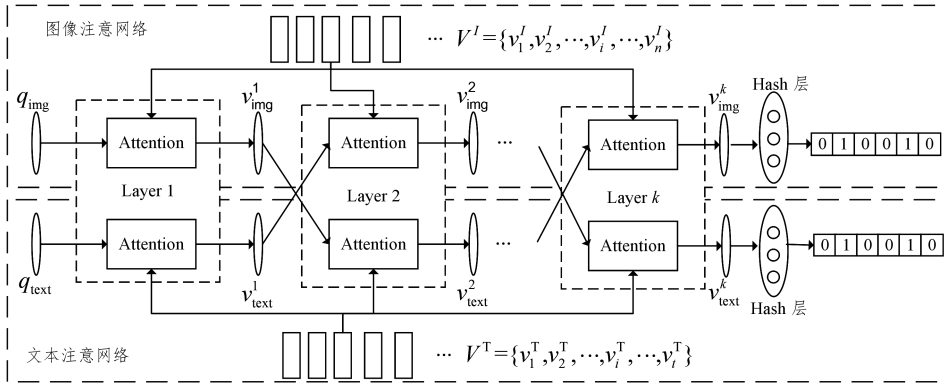 图像注意网络
··· V^I={v_1^I,v_2^I,···,v_i^I,···,v_n^I}
q_img
v_img^1
v_img^2
v_img^k
Hash 层
Attention
Attention
···
Attention
0 1 0 0 1 0
Layer 1
Layer 2
Layer k
Attention
Attention
···
Attention
0 1 0 0 1 0
q_text
v_text^1
v_text^2
v_text^k
Hash 层
文本注意网络
··· V^T={v_1^T,v_2^T,···,v_i^T,···,v_t^T}